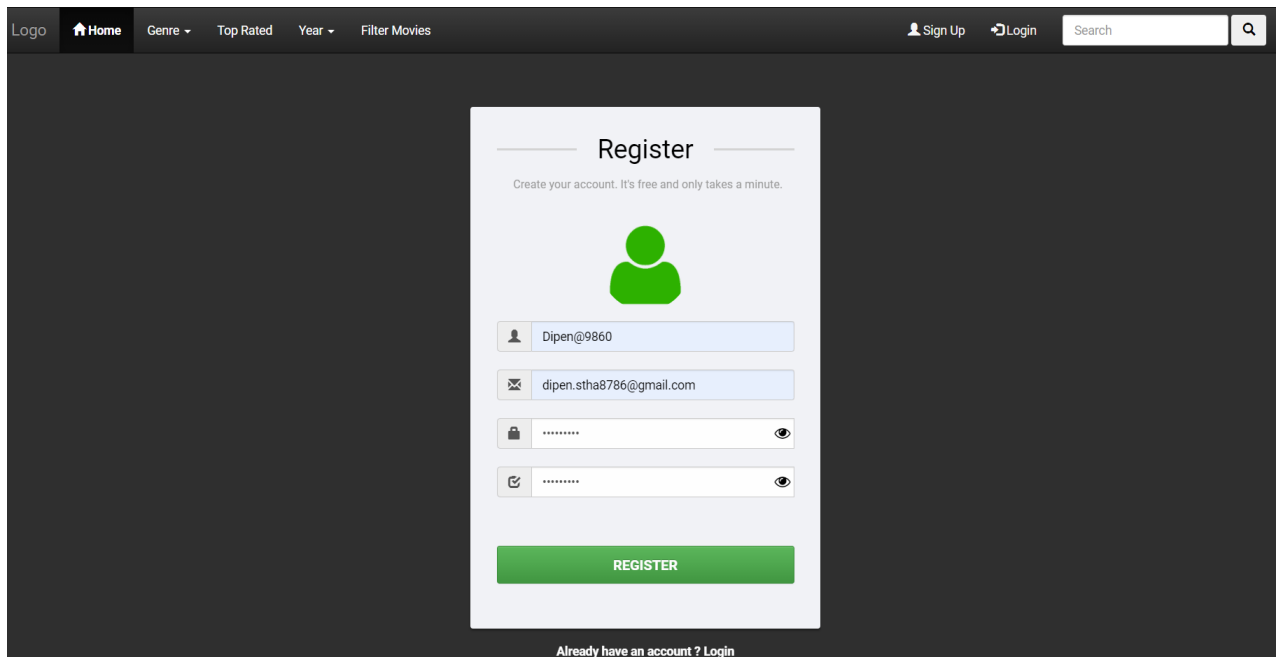 Logo Home Genre Top Rated Year Filter Movies Sign Up Login Search
Register
Create your account. It's free and only takes a minute.
Dipen@9860
dipen.stha8786@gmail.com
•••••••••
•••••••••
REGISTER
Already have an account ? Login